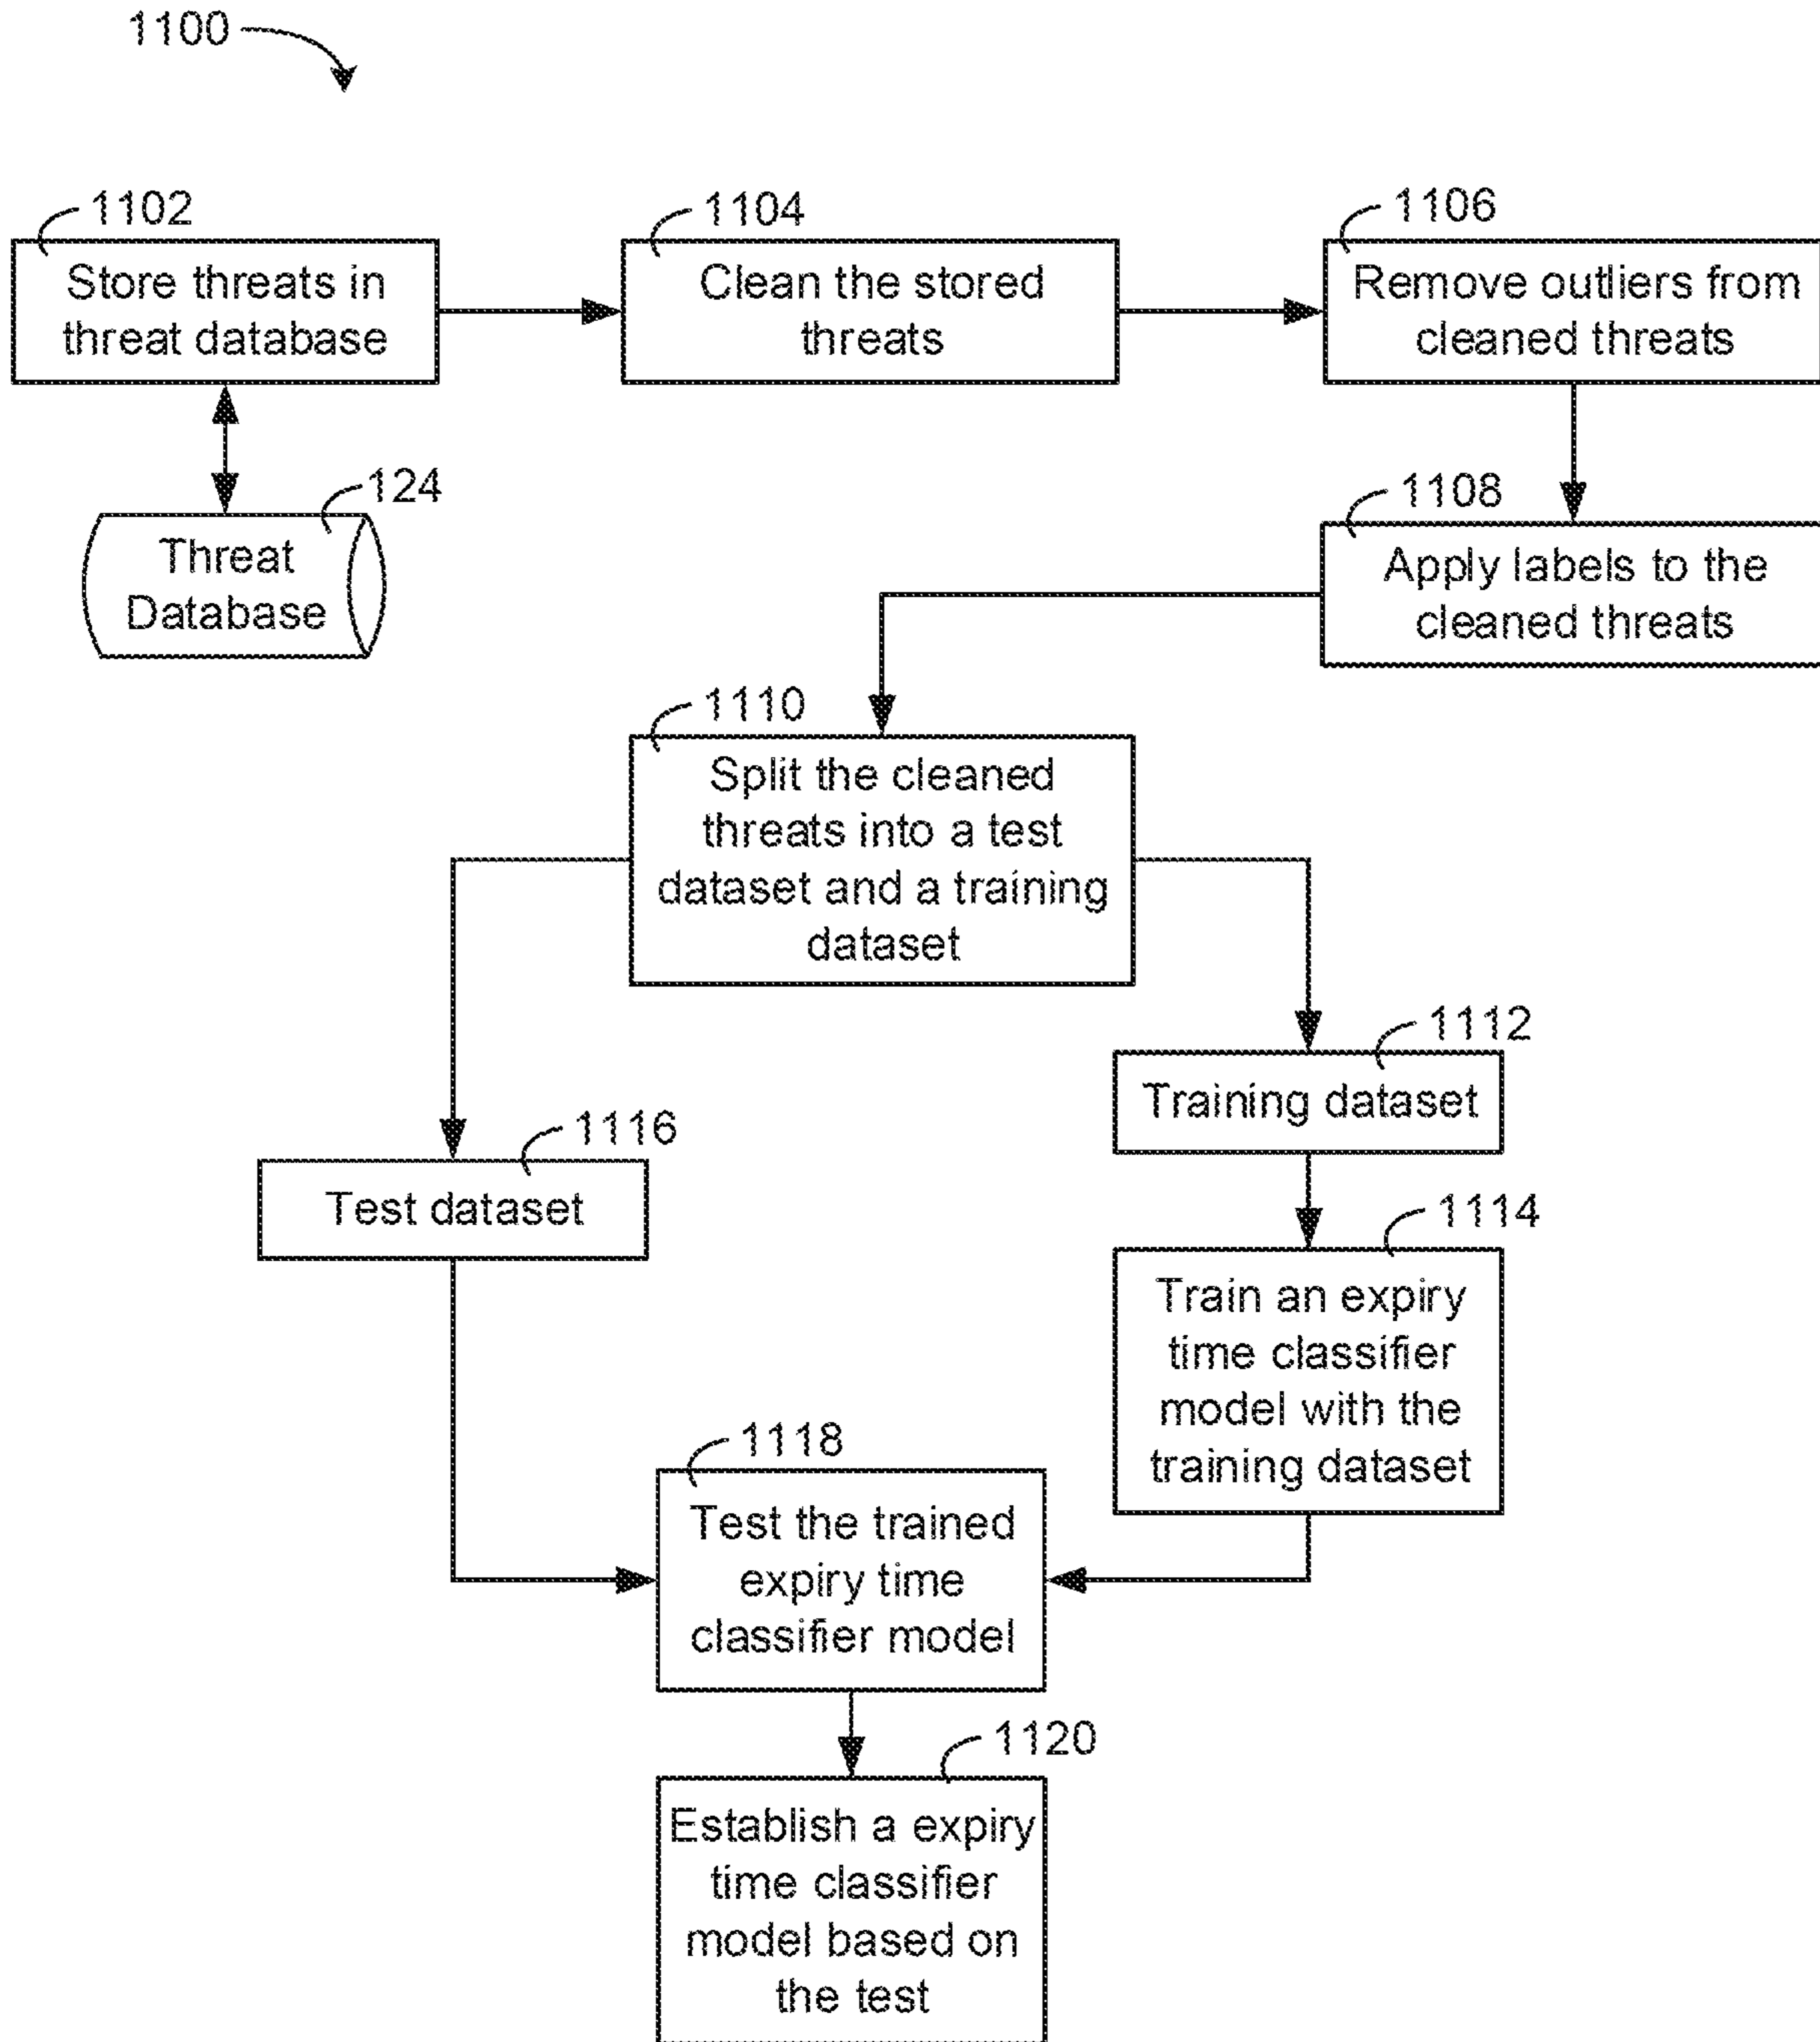 1100
1102
Store threats in
threat database
1104
Clean the stored
threats
1106
Remove outliers from
cleaned threats
124
Threat
Database
1108
Apply labels to the
cleaned threats
1110
Split the cleaned
threats into a test
dataset and a training
dataset
1112
Training dataset
1116
Test dataset
1114
Train an expiry
time classifier
model with the
training dataset
1118
Test the trained
expiry time
classifier model
1120
Establish a expiry
time classifier
model based on
the test